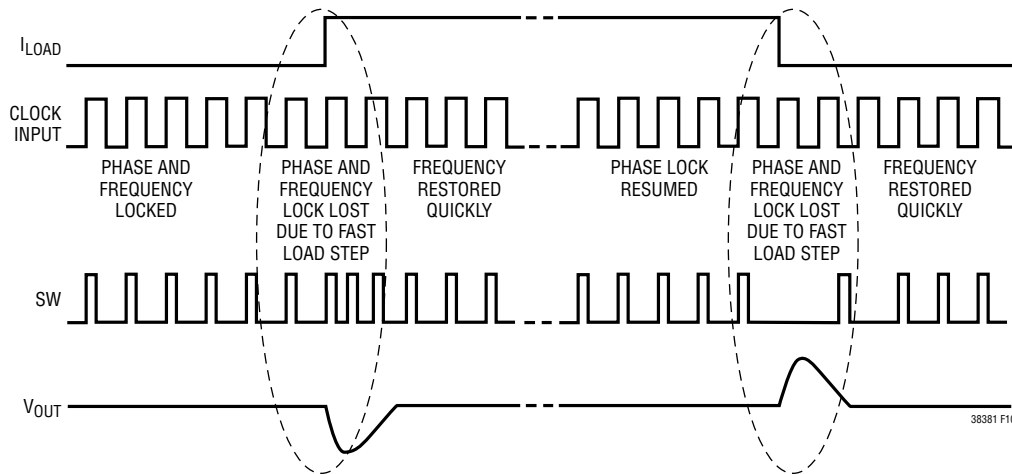 ILOAD
CLOCK
INPUT
PHASE AND
FREQUENCY
LOCKED
PHASE AND
FREQUENCY
LOCK LOST
DUE TO FAST
LOAD STEP
FREQUENCY
RESTORED
QUICKLY
PHASE LOCK
RESUMED
PHASE AND
FREQUENCY
LOCK LOST
DUE TO FAST
LOAD STEP
FREQUENCY
RESTORED
QUICKLY
SW
VOUT